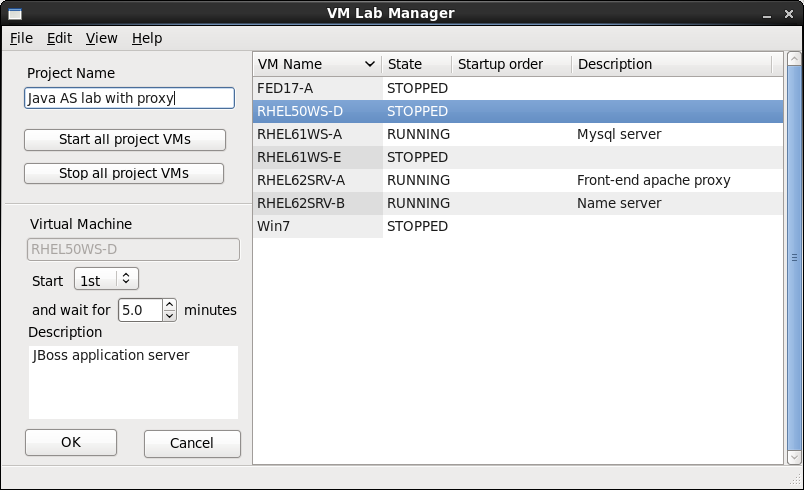 VM Lab Manager
File Edit View Help
Project Name
Java AS lab with proxy
Start all project VMs
Stop all project VMs
Virtual Machine
RHEL50WS-D
Start 1st
and wait for 5.0 minutes
Description
JBoss application server
OK Cancel
VM Name State Startup order Description
FED17-A STOPPED
RHEL50WS-D STOPPED
RHEL61WS-A RUNNING Mysql server
RHEL61WS-E STOPPED
RHEL62SRV-A RUNNING Front-end apache proxy
RHEL62SRV-B RUNNING Name server
Win7 STOPPED